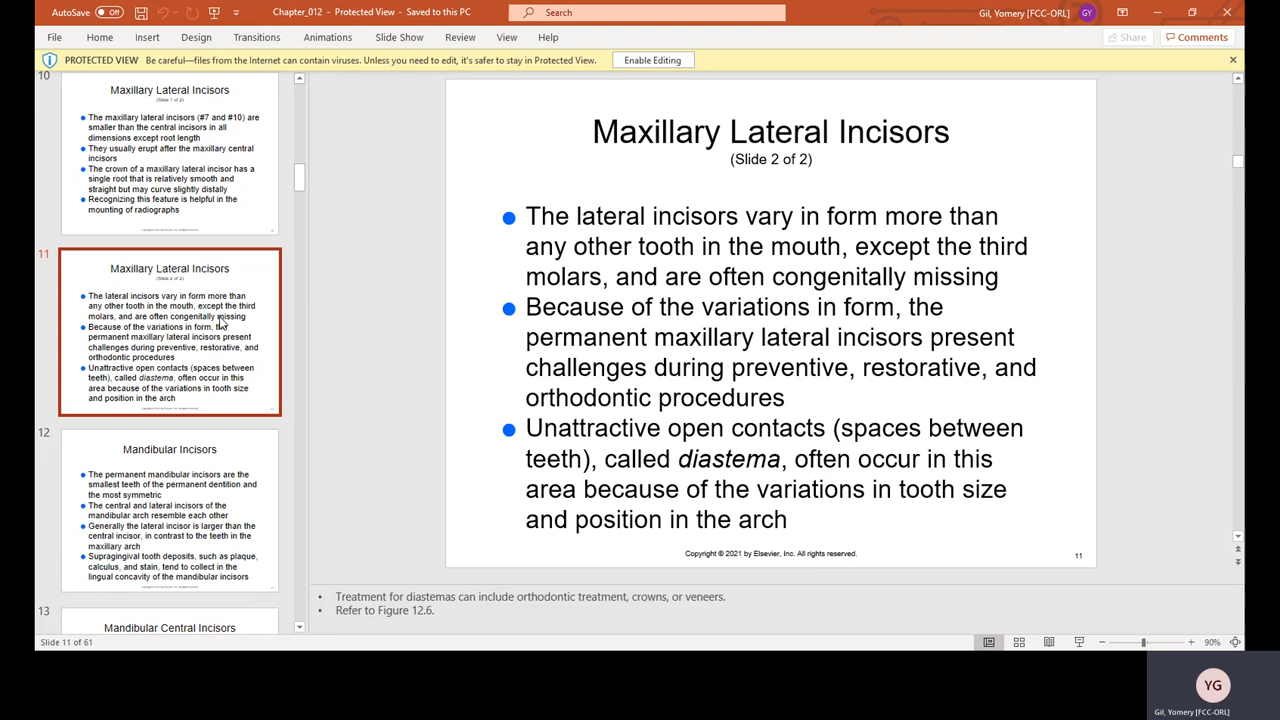 AutoSave Off
Chapter_012 - Protected View - Saved to this PC
Search
Gil, Yomery [FCC-ORL]
GY
File Home Insert Design Transitions Animations Slide Show Review View Help
Share
Comments
PROTECTED VIEW Be careful—files from the Internet can contain viruses. Unless you need to edit, it's safer to stay in Protected View.
Enable Editing
10
Maxillary Lateral Incisors
(Slide 1 of 2)
The maxillary lateral incisors (#7 and #10) are
smaller than the central incisors in all
dimensions except root length
They usually erupt after the maxillary central
incisors
The crown of a maxillary lateral incisor has a
single root that is relatively smooth and
straight but may curve slightly distally
Recognizing this feature is helpful in the
mounting of radiographs
11
Maxillary Lateral Incisors
(Slide 2 of 2)
The lateral incisors vary in form more than
any other tooth in the mouth, except the third
molars, and are often congenitally missing
Because of the variations in form, the
permanent maxillary lateral incisors present
challenges during preventive, restorative, and
orthodontic procedures
Unattractive open contacts (spaces between
teeth), called diastema, often occur in this
area because of the variations in tooth size
and position in the arch
12
Mandibular Incisors
The permanent mandibular incisors are the
smallest teeth of the permanent dentition and
the most symmetric
The central and lateral incisors of the
mandibular arch resemble each other
Generally the lateral incisor is larger than the
central incisor, in contrast to the teeth in the
maxillary arch
Supragingival tooth deposits, such as plaque,
calculus, and stain, tend to collect in the
lingual concavity of the mandibular incisors
13
Mandibular Central Incisors
Maxillary Lateral Incisors
(Slide 2 of 2)
The lateral incisors vary in form more than
any other tooth in the mouth, except the third
molars, and are often congenitally missing
Because of the variations in form, the
permanent maxillary lateral incisors present
challenges during preventive, restorative, and
orthodontic procedures
Unattractive open contacts (spaces between
teeth), called diastema, often occur in this
area because of the variations in tooth size
and position in the arch
Copyright © 2021 by Elsevier, Inc. All rights reserved.
11
• Treatment for diastemas can include orthodontic treatment, crowns, or veneers.
• Refer to Figure 12.6.
Slide 11 of 61
90%
YG
Gil, Yomery [FCC-ORL]